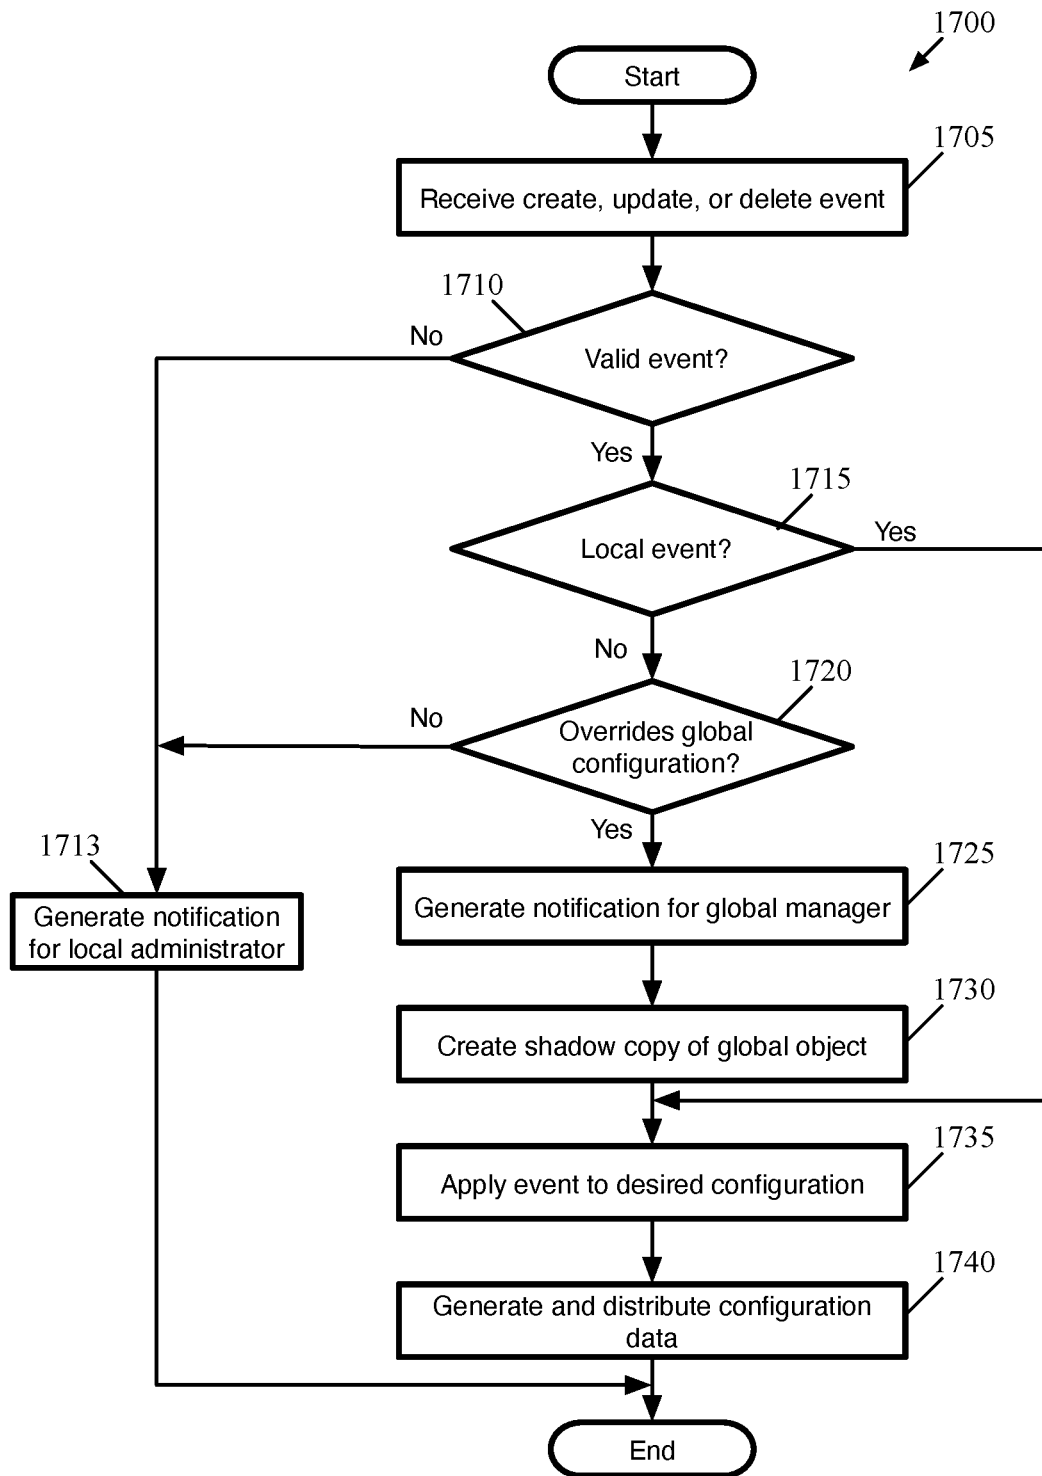 1700
Start
1705
Receive create, update, or delete event
1710
No
Valid event?
Yes
1715
Local event?
Yes
No
1720
No
Overrides global
configuration?
Yes
1713
Generate notification
for local administrator
1725
Generate notification for global manager
1730
Create shadow copy of global object
1735
Apply event to desired configuration
1740
Generate and distribute configuration
data
End